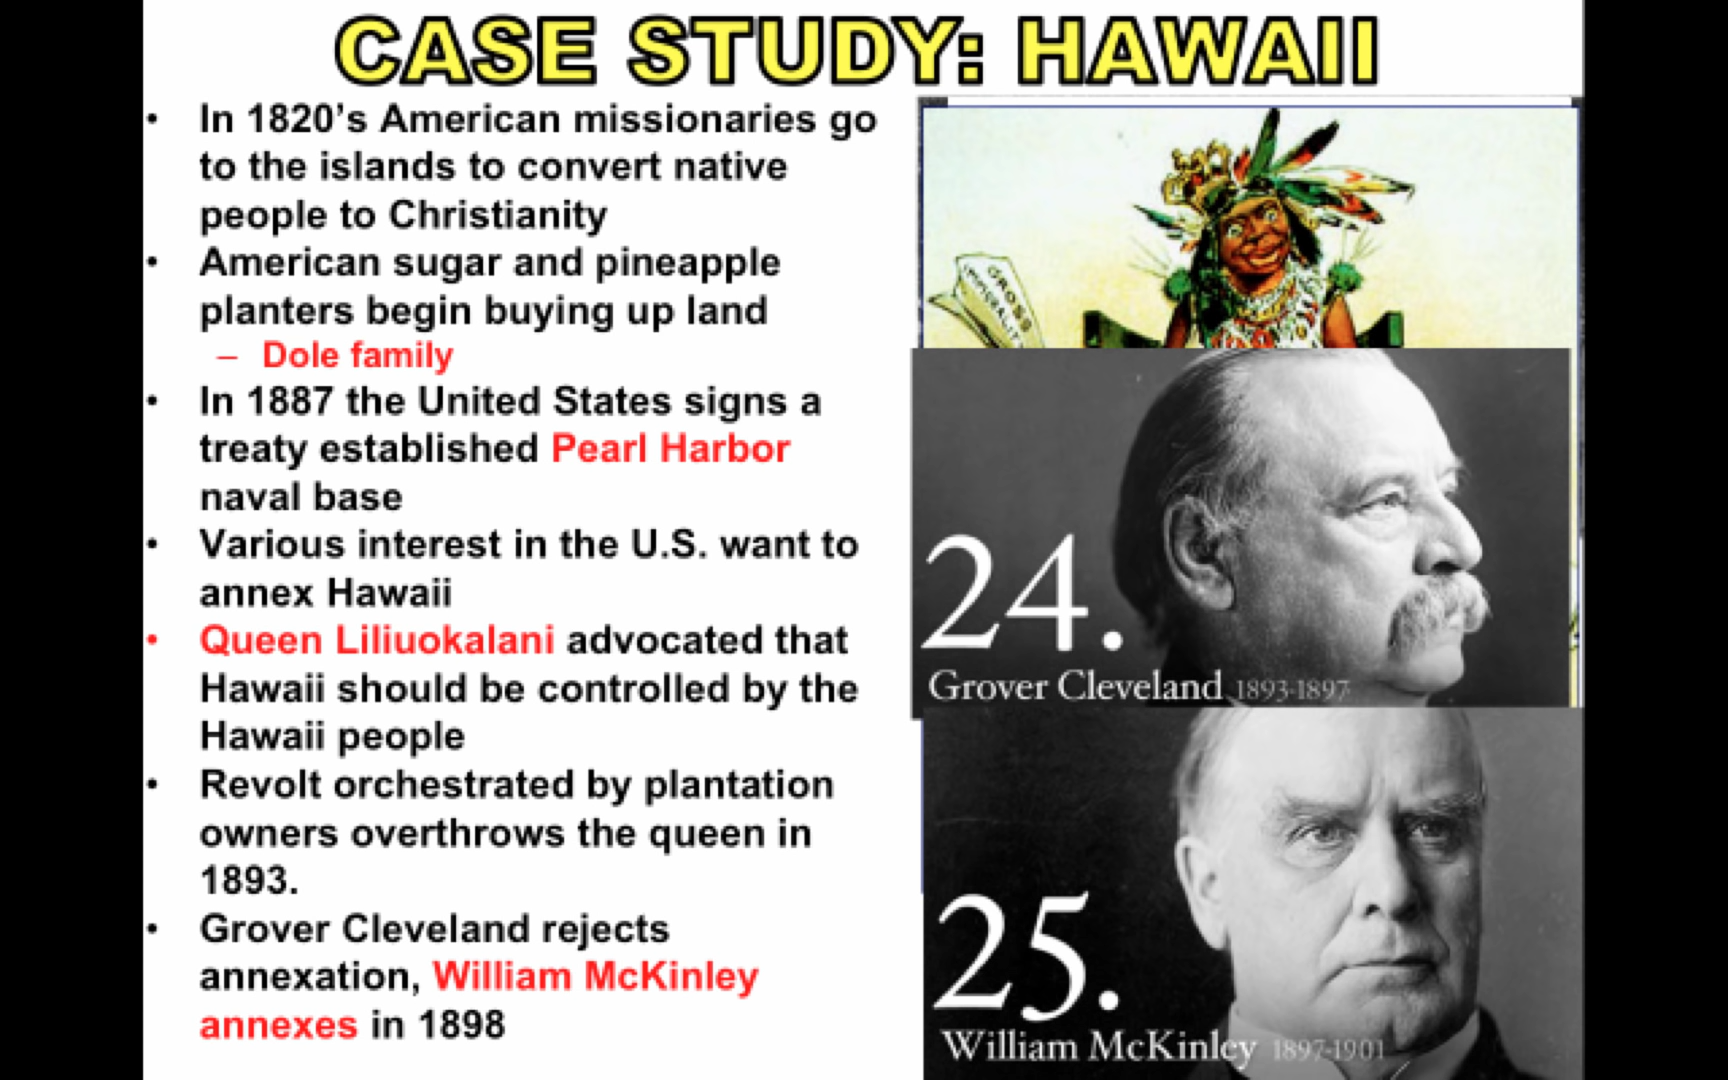 CASE STUDY: HAWAII
• In 1820's American missionaries go
to the islands to convert native
people to Christianity
• American sugar and pineapple
planters begin buying up land
– Dole family
• In 1887 the United States signs a
treaty established Pearl Harbor
naval base
• Various interest in the U.S. want to
annex Hawaii
• Queen Liliuokalani advocated that
Hawaii should be controlled by the
Hawaii people
• Revolt orchestrated by plantation
owners overthrows the queen in
1893.
• Grover Cleveland rejects
annexation, William McKinley
annexes in 1898
GROSS
24.
Grover Cleveland 1893-1897
25.
William McKinley 1897-1901